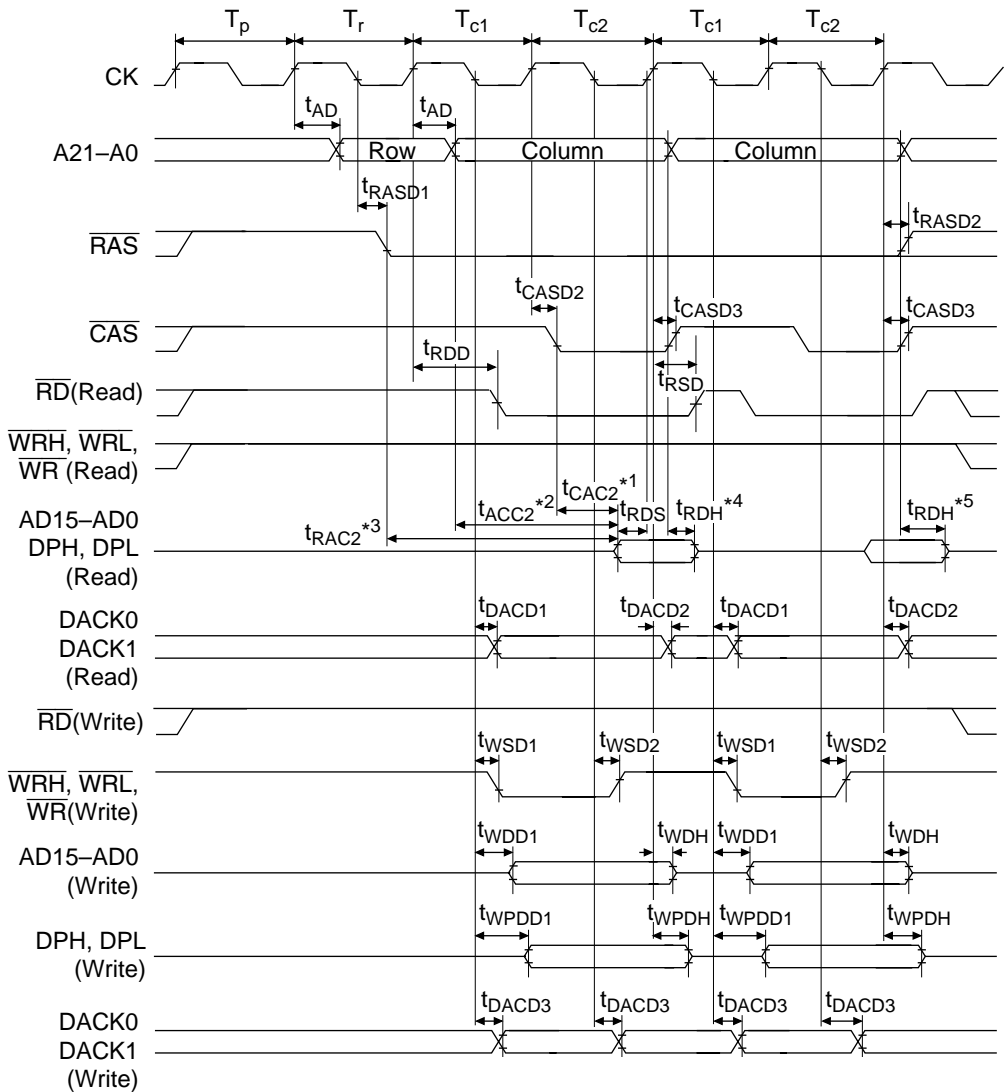 Tp Tr Tc1 Tc2 Tc1 Tc2
CK
tAD tAD
A21–A0 Row Column Column
tRASD1
tRASD2
RAS
tCASD2 tCASD3 tCASD3
CAS
tRDD tRSD
RD(Read)
WRH, WRL,
WR (Read)
tCAC2*1
tACC2*2 tRDS tRDH*4 tRDH*5
tRAC2*3
AD15–AD0
DPH, DPL
(Read)
tDACD1 tDACD2 tDACD1 tDACD2
DACK0
DACK1
(Read)
RD(Write)
tWSD1 tWSD2 tWSD1 tWSD2
WRH, WRL,
WR(Write)
tWDD1 tWDH tWDD1 tWDH
AD15–AD0
(Write)
tWPDD1 tWPDH tWPDD1 tWPDH
DPH, DPL
(Write)
tDACD3 tDACD3 tDACD3 tDACD3
DACK0
DACK1
(Write)